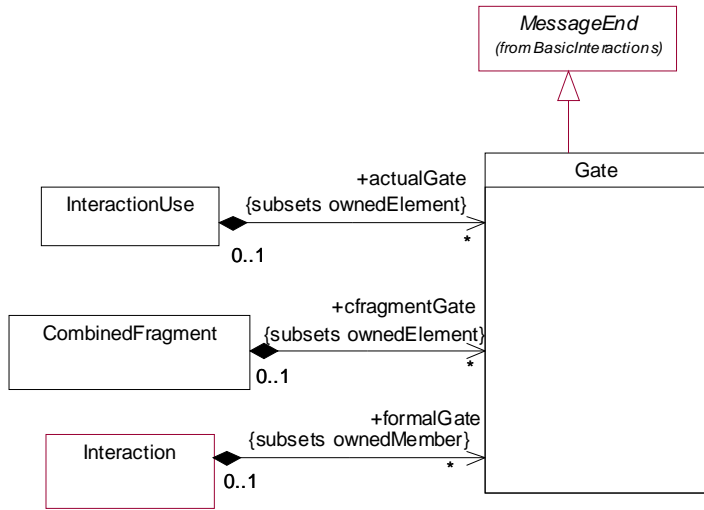 MessageEnd
(from BasicInteractions)
Gate
+actualGate
InteractionUse
{subsets ownedElement}
0..1
*
+cfragmentGate
CombinedFragment
{subsets ownedElement}
0..1
*
+formalGate
Interaction
{subsets ownedMember}
0..1
*